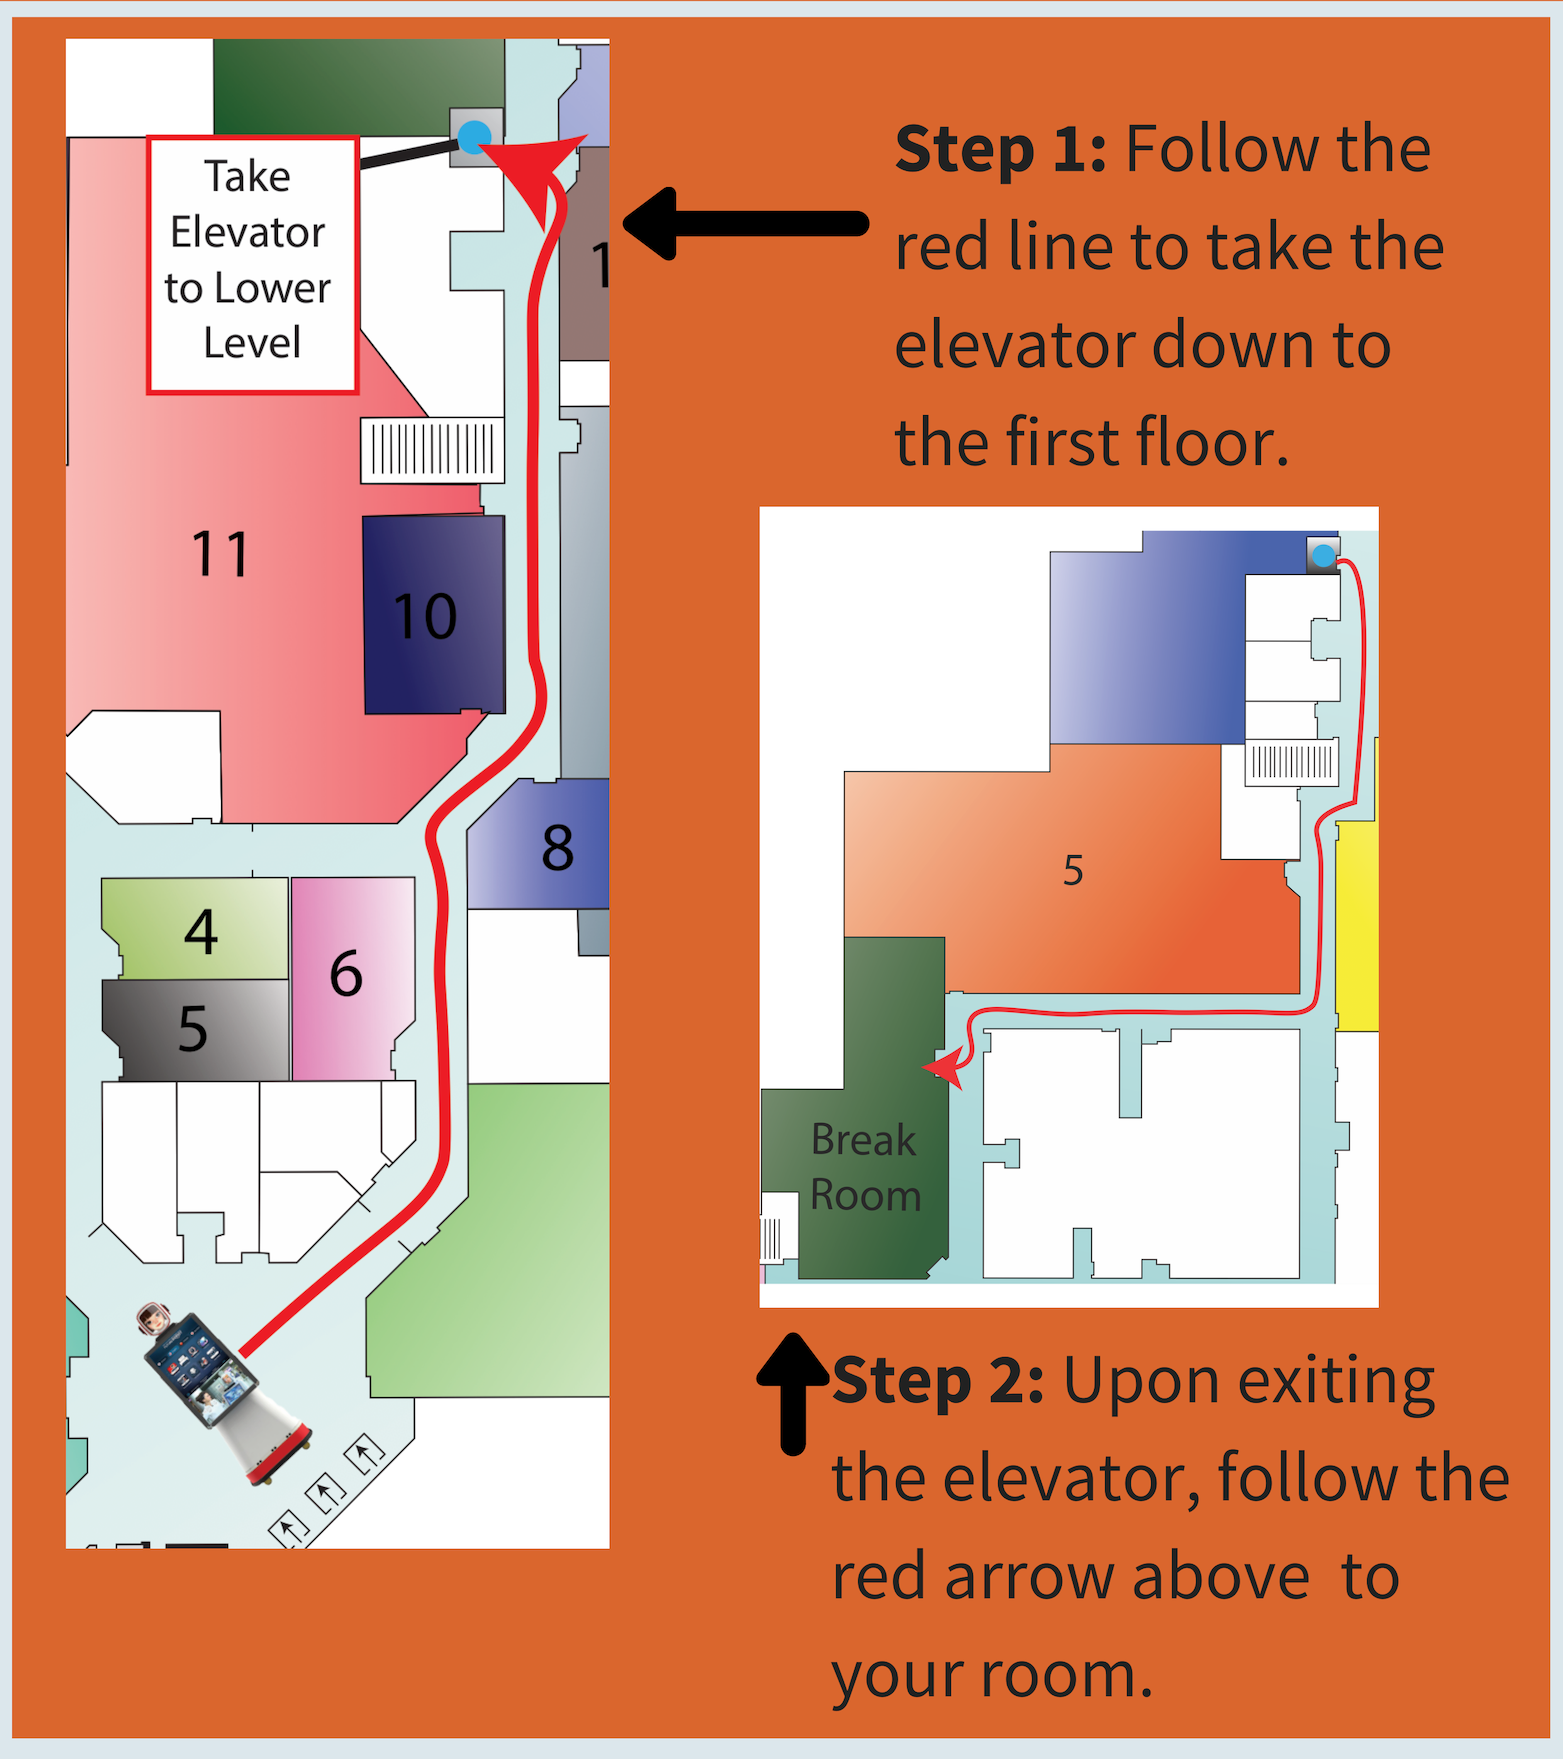 Take
Elevator
to Lower
Level
11
10
8
4
6
5
Step 1: Follow the
red line to take the
elevator down to
the first floor.
5
Break
Room
Step 2: Upon exiting
the elevator, follow the
red arrow above to
your room.